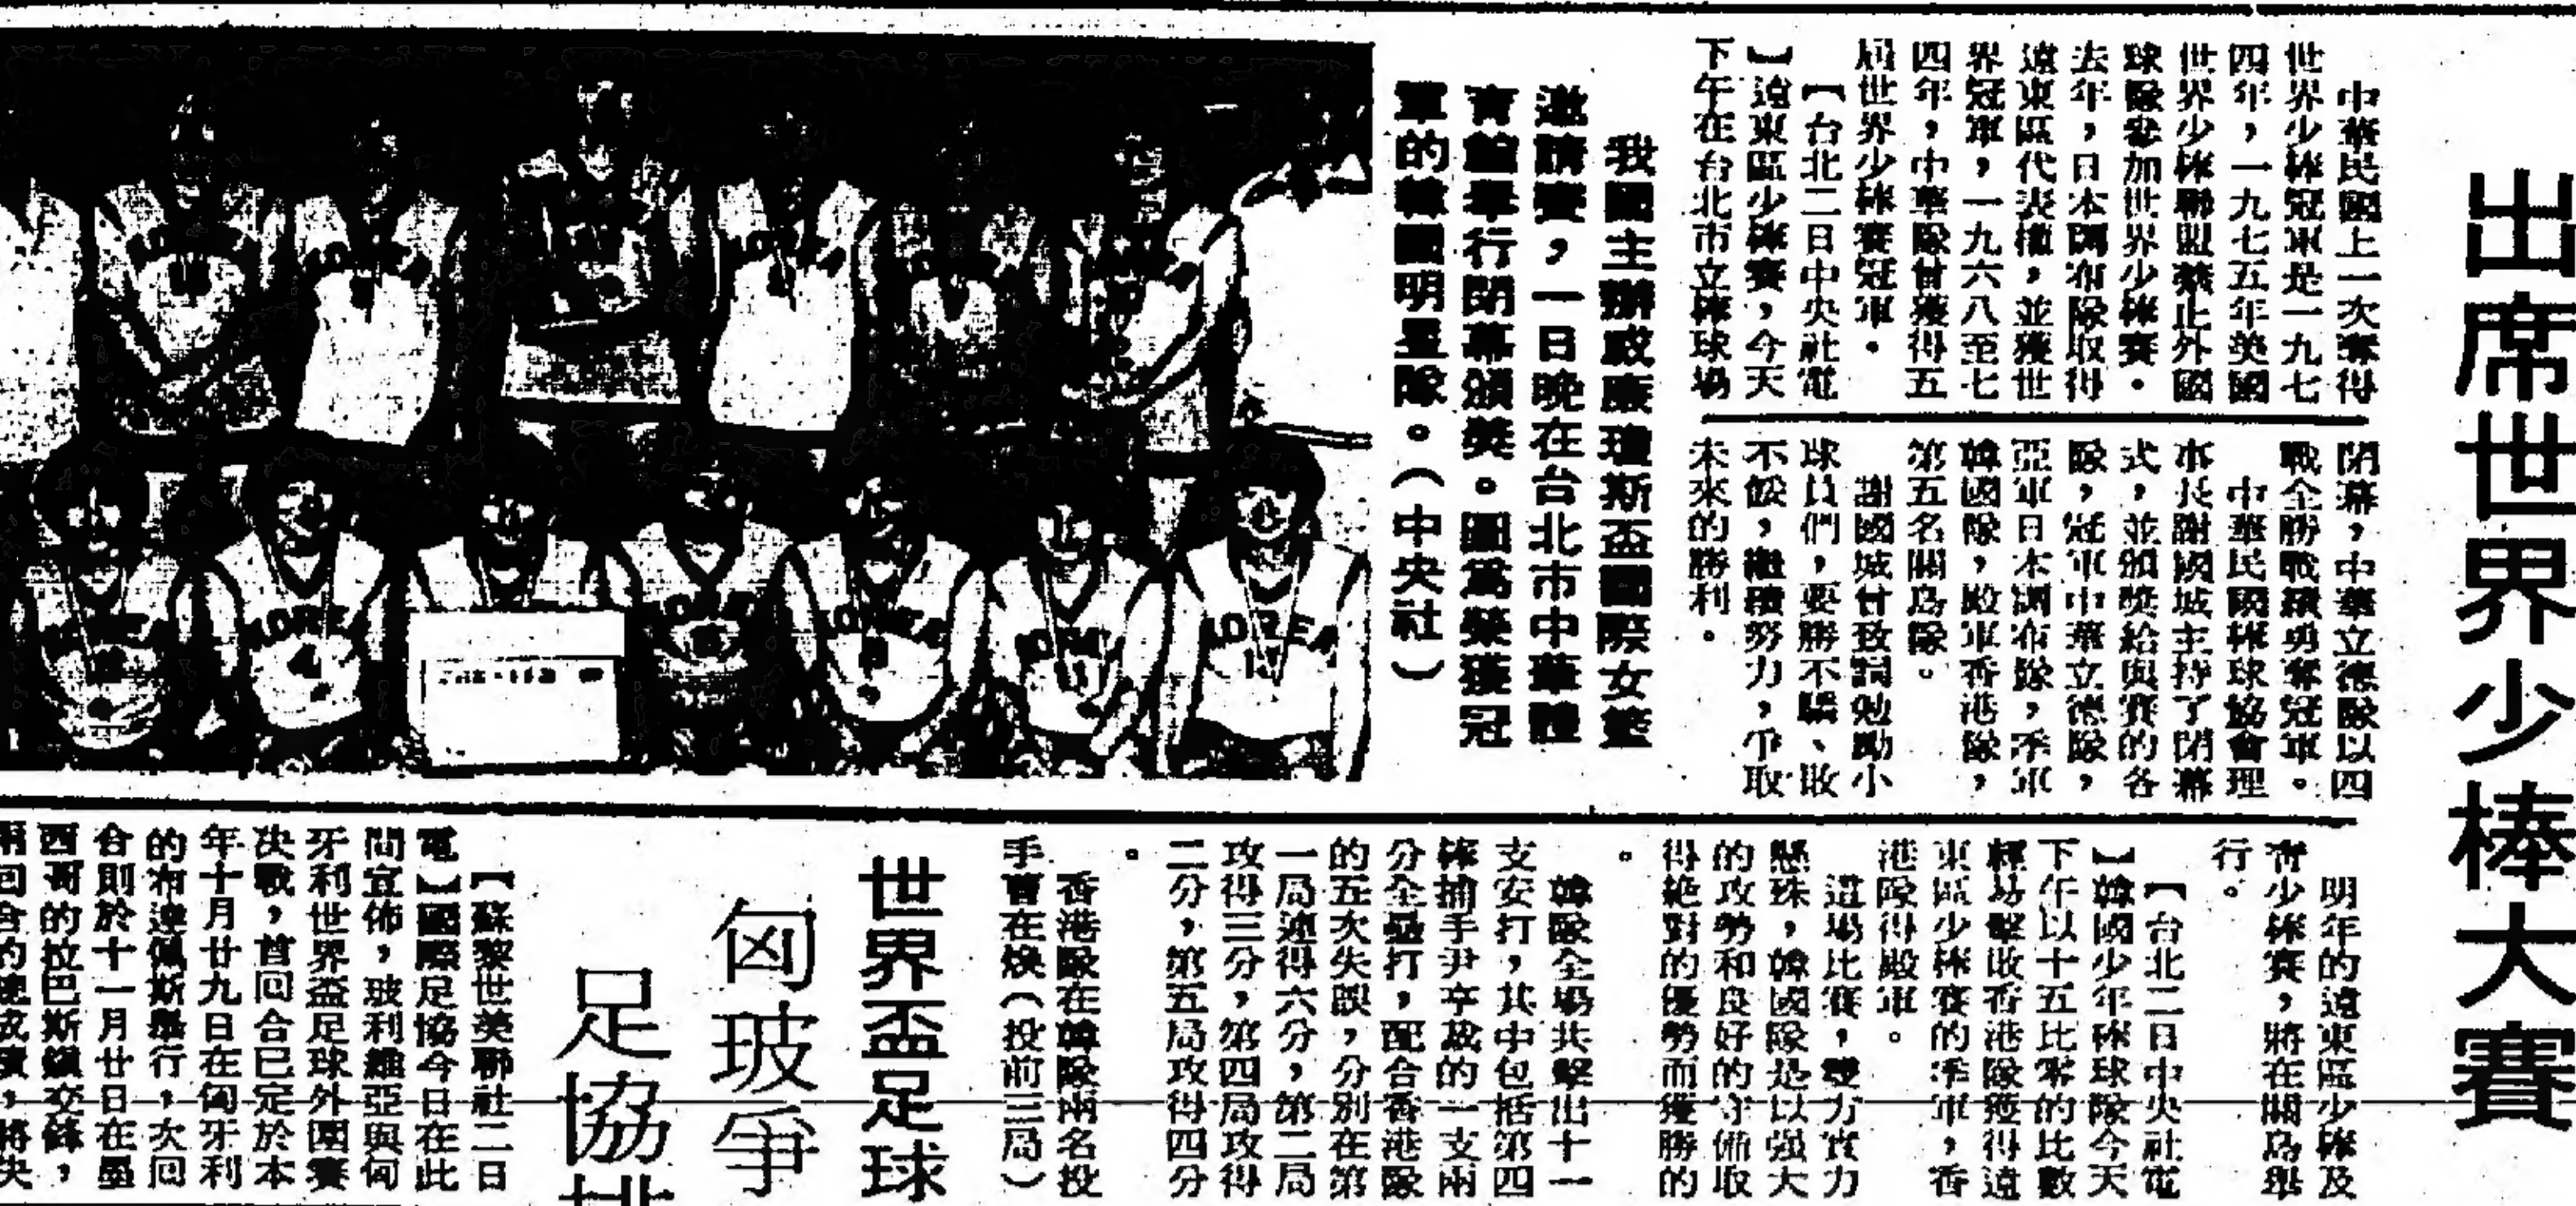 出席世界少棒大賽
中華民國上一次奪得
世界少棒冠軍是一九七
四年，一九七五年美國
世界少棒聯盟禁止外國
球隊參加世界少棒賽。
去年，日本調布隊取得
遠東區代表權，並獲世
界冠軍，一九六八至七
四年，中華隊曾獲得五
屆世界少棒賽冠軍。
【台北二日中央社電
】遠東區少棒賽，今天
下午在台北市立棒球場
閉幕，中華立德隊以四
戰全勝戰績勇奪冠軍。
中華民國棒球協會理
事長謝國城主持了閉幕
式，並頒獎給與賽的各
隊，冠軍中華立德隊，
亞軍日本調布隊，季軍
韓國隊，殿軍香港隊，
第五名關島隊。
謝國城曾致詞勉勵小
球員們，要勝不驕、敗
不餒，繼續努力，爭取
未來的勝利。
明年的遠東區少棒及
青少棒賽，將在關島舉
行。
【台北二日中央社電
】韓國少年棒球隊今天
下午以十五比零的比數
輕易擊敗香港隊獲得遠
東區少棒賽的季軍，香
港隊得殿軍。
這場比賽，雙方實力
懸殊，韓國隊是以强大
的攻勢和良好的守備取
得絕對的優勢而獲勝的
。
韓隊全場共擊出十一
支安打，其中包括第四
棒捕手尹亭葳的一支兩
分全壘打，配合香港隊
的五次失誤，分別在第
一局連得六分，第二局
攻得三分，第四局攻得
二分，第五局攻得四分
。
香港隊在韓隊兩名投
手曹在煥（投前三局）
我國主辦威廉瓊斯盃國際女籃
邀請賽，一日晚在台北市中華體
育館舉行閉幕頒獎。圖爲榮獲冠
軍的韓國明星隊。（中央社）
KOREA
KOREA
4
KOREA
KOREA
11
KOREA
世界盃足球
匈玻爭
足協
【蘇黎世美聯社二日
電】國際足協今日在此
間宣佈，玻利維亞與匈
牙利世界盃足球外圍賽
决戰，首回合已定於本
年十月廿九日在匈牙利
的布達佩斯舉行，次回
合則於十一月廿日在墨
西哥的拉巴斯鎮交鋒，
兩回合的總成績，將决